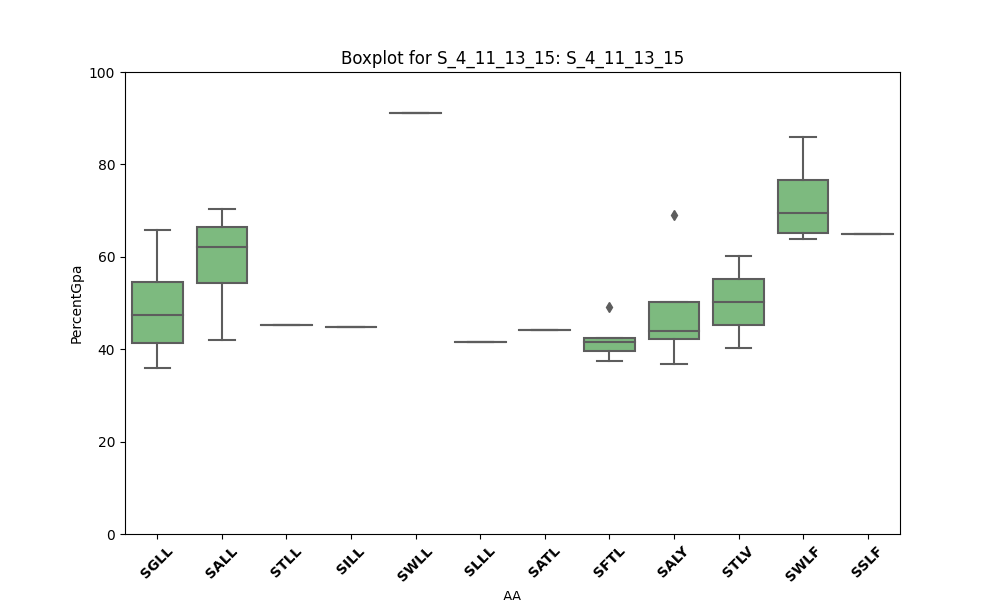 Boxplot for S_4_11_13_15: S_4_11_13_15
100
80
60
40
20
0
PercentGpa
SGLL
SALL
STLL
SILL
SWLL
SLLL
SATL
SFTL
SALY
STLV
SWLF
SSLF
AA